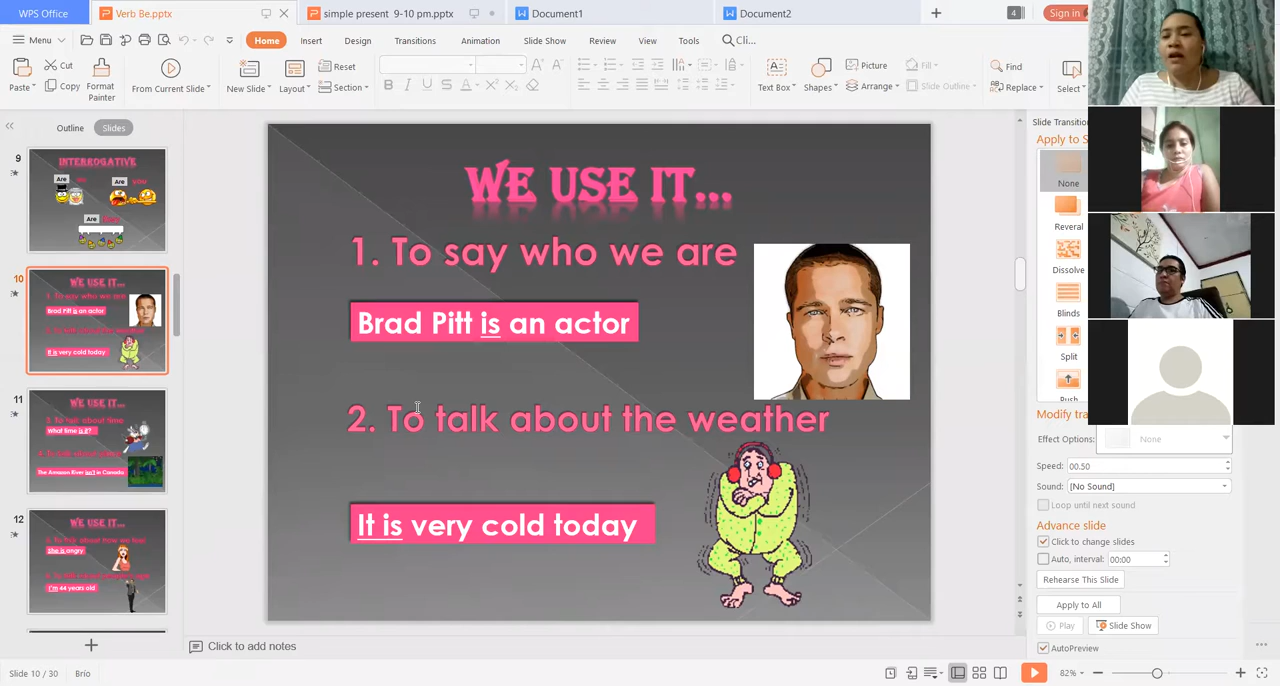 WPS Office
Verb Be.pptx
simple present 9-10 pm.pptx
Document1
Document2
4
Sign in
Menu
Home
Insert
Design
Transitions
Animation
Slide Show
Review
View
Tools
Cli...
Paste
Cut
Copy
Format Painter
From Current Slide
New Slide
Layout
Reset
Section
Text Box
Shapes
Picture
Arrange
Fill
Slide Outline
Find
Replace
Select
Outline
Slides
9
INTERROGATIVE
Are
Are you
Are
10
WE USE IT...
1. To say who we are
Brad Pitt is an actor
2. To talk about the weather
It is very cold today
11
WE USE IT...
3. To talk about time
What time is it?
4. To talk about places
The Amazon River isn't in Canada
12
WE USE IT...
5. To talk about how we feel
She is angry
I'm 44 years old
WE USE IT...
1. To say who we are
Brad Pitt is an actor
2. To talk about the weather
It is very cold today
Slide Transition
Apply to S
None
Reveral
Dissolve
Blinds
Split
Push
Modify tra
Effect Options:
None
Speed:
00.50
Sound:
[No Sound]
Loop until next sound
Advance slide
Click to change slides
Auto, interval:
00:00
Rehearse This Slide
Apply to All
Play
Slide Show
AutoPreview
Click to add notes
Slide 10 / 30
Brío
82%